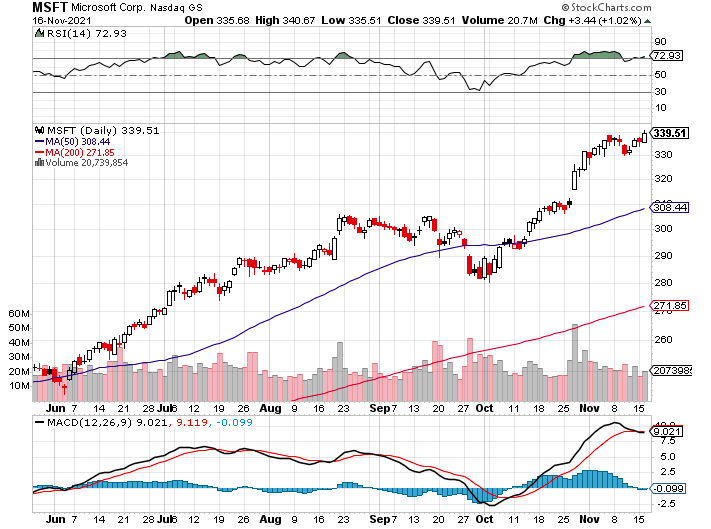 MSFT Microsoft Corp. Nasdaq GS © StockCharts.com
16-Nov-2021 Open 335.68 High 340.67 Low 335.51 Close 339.51 Volume 20.7M Chg +3.44 (+1.02%)
RSI(14) 72.93
90
72.93
50
30
10
MSFT (Daily) 339.51
MA(50) 308.44
MA(200) 271.85
Volume 20,739,854
339.51
330
320
308.44
300
290
280
271.85
260
60M
50M
40M
30M
20M
10M
2073985
Jun 7 14 21 28 Jul 6 12 19 26 Aug 9 16 23 Sep 7 13 20 27 Oct 11 18 25 Nov 8 15
MACD(12,26,9) 9.021, 9.119, -0.099
10.0
9.021
7.5
5.0
2.5
-0.099
-2.5
Jun 7 14 21 28 Jul 6 12 19 26 Aug 9 16 23 Sep 7 13 20 27 Oct 11 18 25 Nov 8 15